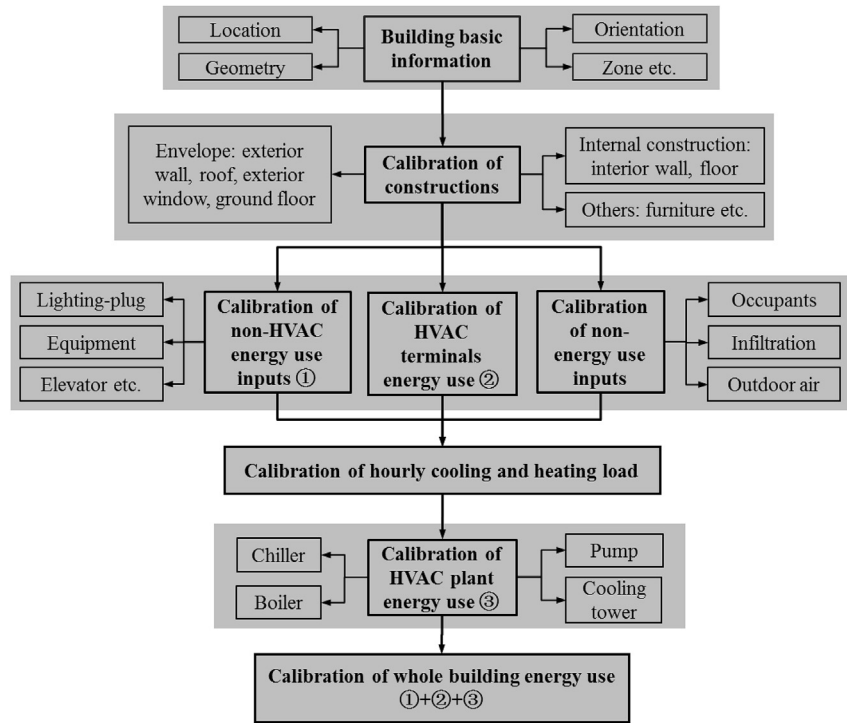 Location
Geometry
Building basic
information
Orientation
Zone etc.
Envelope: exterior
wall, roof, exterior
window, ground floor
Calibration of
constructions
Internal construction:
interior wall, floor
Others: furniture etc.
Lighting-plug
Equipment
Elevator etc.
Calibration of
non-HVAC
energy use
inputs ①
Calibration of
HVAC
terminals
energy use ②
Calibration
of non-
energy use
inputs
Occupants
Infiltration
Outdoor air
Calibration of hourly cooling and heating load
Chiller
Boiler
Calibration of
HVAC plant
energy use ③
Pump
Cooling
tower
Calibration of whole building energy use
①+②+③